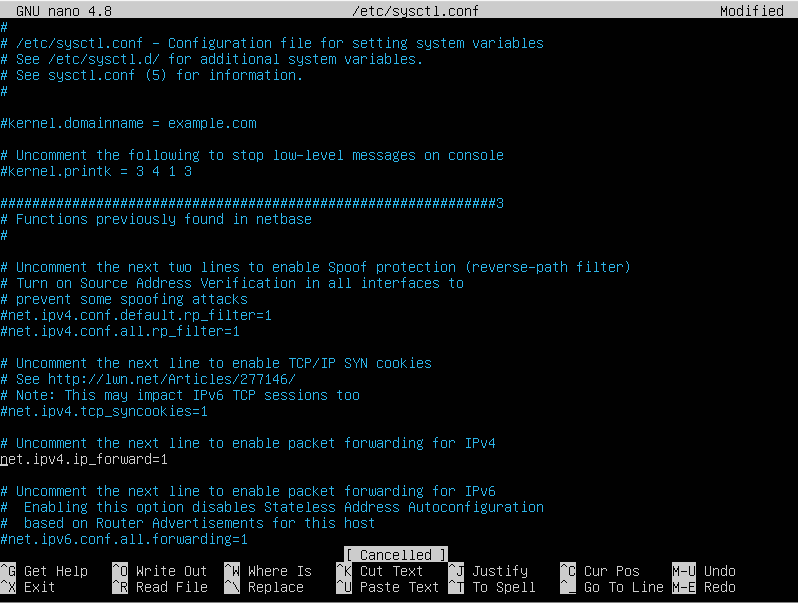 GNU nano 4.8 /etc/sysctl.conf Modified
#
# /etc/sysctl.conf - Configuration file for setting system variables
# See /etc/sysctl.d/ for additional system variables.
# See sysctl.conf (5) for information.
#
#kernel.domainname = example.com
# Uncomment the following to stop low-level messages on console
#kernel.printk = 3 4 1 3
##############################################################3
# Functions previously found in netbase
#
# Uncomment the next two lines to enable Spoof protection (reverse-path filter)
# Turn on Source Address Verification in all interfaces to
# prevent some spoofing attacks
#net.ipv4.conf.default.rp_filter=1
#net.ipv4.conf.all.rp_filter=1
# Uncomment the next line to enable TCP/IP SYN cookies
# See http://lwn.net/Articles/277146/
# Note: This may impact IPv6 TCP sessions too
#net.ipv4.tcp_syncookies=1
# Uncomment the next line to enable packet forwarding for IPv4
net.ipv4.ip_forward=1
# Uncomment the next line to enable packet forwarding for IPv6
#  Enabling this option disables Stateless Address Autoconfiguration
#  based on Router Advertisements for this host
#net.ipv6.conf.all.forwarding=1
[ Cancelled ]
^G Get Help ^O Write Out ^W Where Is ^K Cut Text ^J Justify ^C Cur Pos M-U Undo
^X Exit ^R Read File ^\ Replace ^U Paste Text ^T To Spell ^_ Go To Line M-E Redo